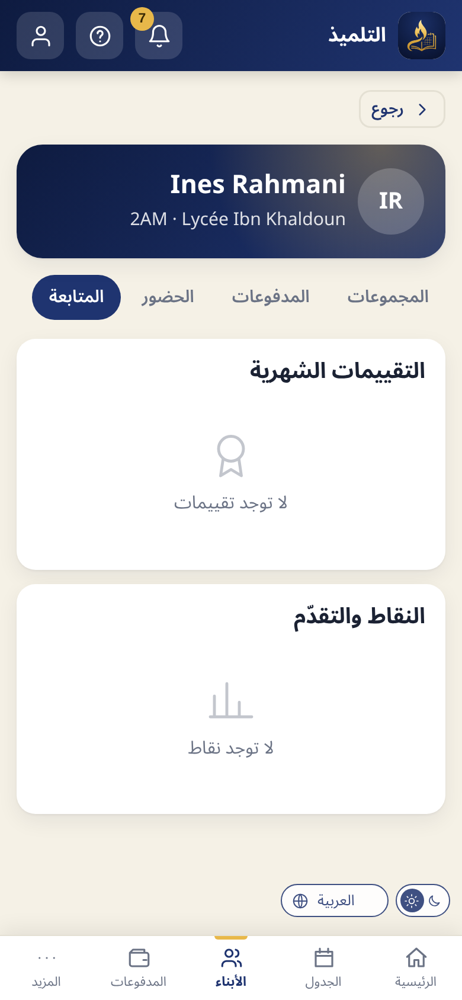 التلميذ
7
رجوع
IR
Ines Rahmani
2AM · Lycée Ibn Khaldoun
المجموعات
المدفوعات
الحضور
المتابعة
التقييمات الشهرية
لا توجد تقييمات
النقاط والتقدّم
لا توجد نقاط
العربية
الرئيسية
الجدول
الأبناء
المدفوعات
المزيد